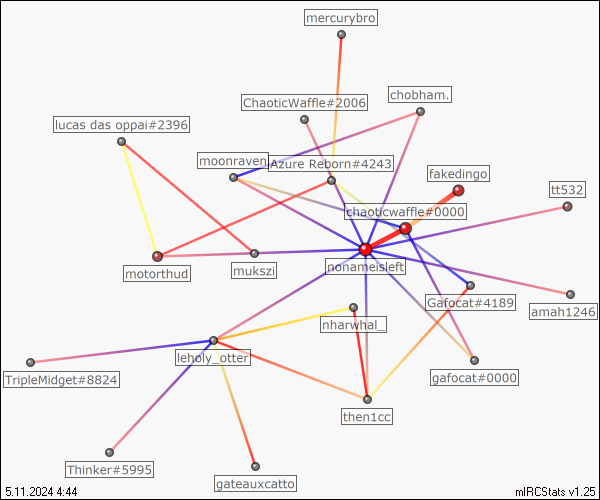 mercurybro
ChaoticWaffle#2006
chobham.
lucas das oppai#2396
moonraven
Azure Reborn#4243
fakedingo
tt532
chaoticwaffle#0000
motorthud
mukszi
nonameisleft
Gafocat#4189
amah1246
nharwhal_
leholy_otter
TripleMidget#8824
gafocat#0000
then1cc
Thinker#5995
gateauxcatto
5.11.2024 4:44
mIRCStats v1.25